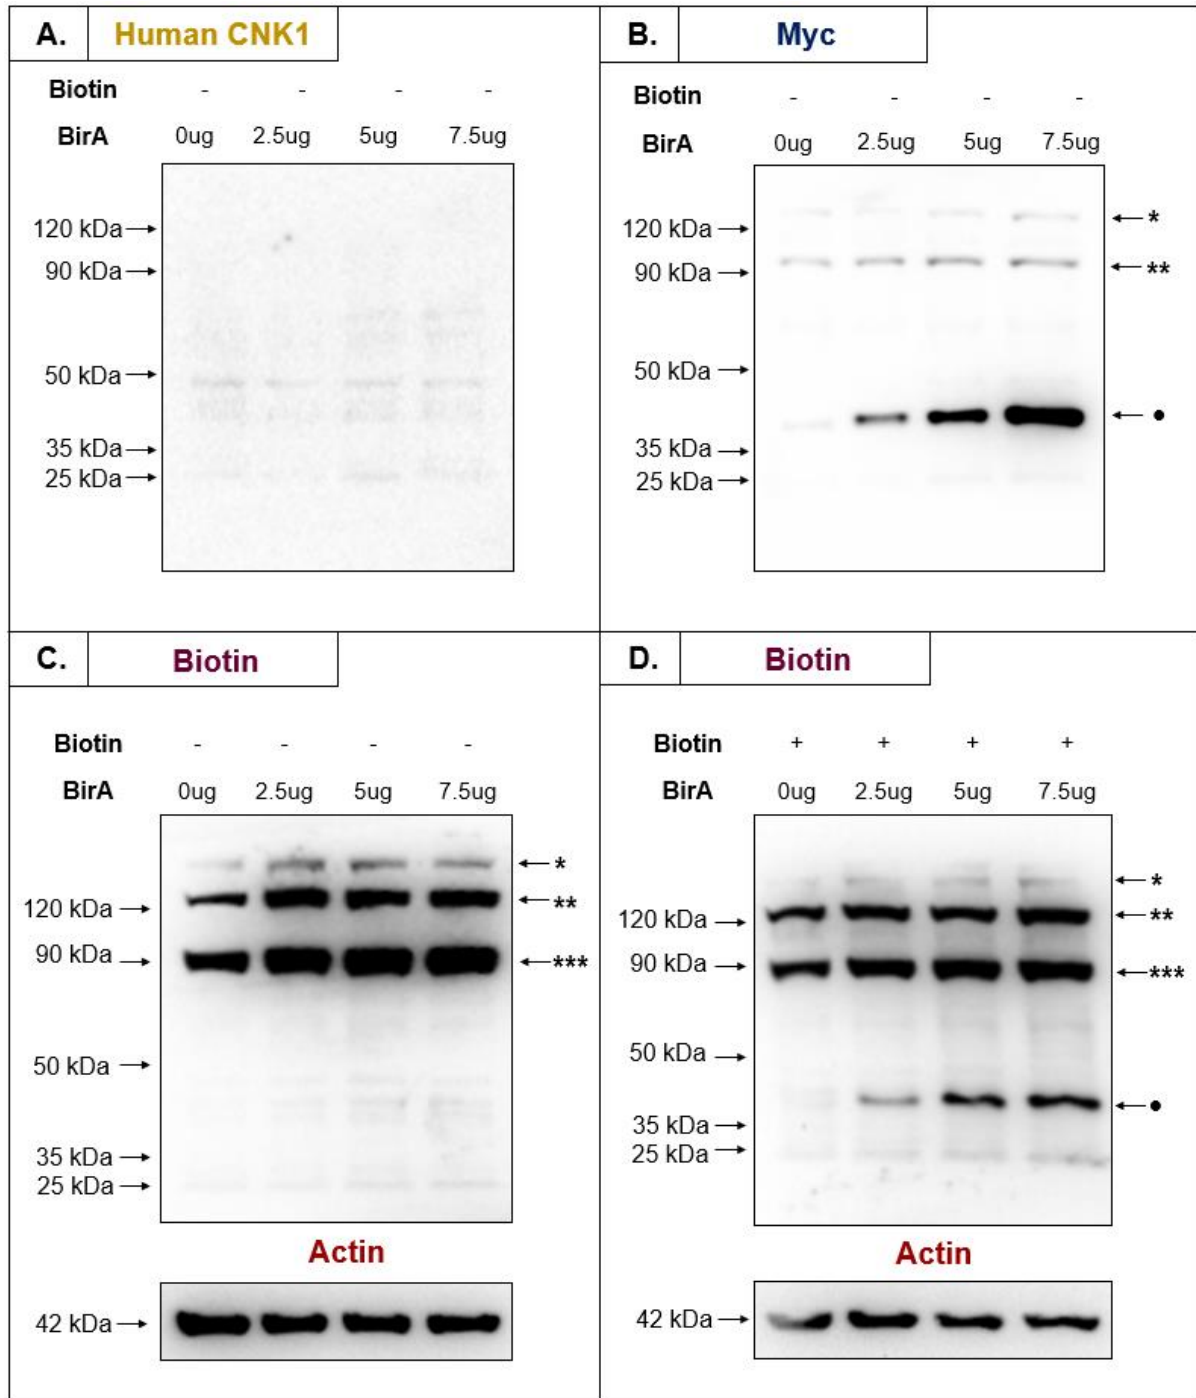 A. Human CNK1
Biotin - - - -
BirA 0ug 2.5ug 5ug 7.5ug
120 kDa
90 kDa
50 kDa
35 kDa
25 kDa
B. Myc
Biotin - - - -
BirA 0ug 2.5ug 5ug 7.5ug
120 kDa *
90 kDa **
50 kDa
•
35 kDa
25 kDa
C. Biotin
Biotin - - - -
BirA 0ug 2.5ug 5ug 7.5ug
*
**
120 kDa
90 kDa ***
50 kDa
35 kDa
25 kDa
Actin
42 kDa
D. Biotin
Biotin + + + +
BirA 0ug 2.5ug 5ug 7.5ug
*
120 kDa **
90 kDa ***
50 kDa
•
35 kDa
25 kDa
Actin
42 kDa